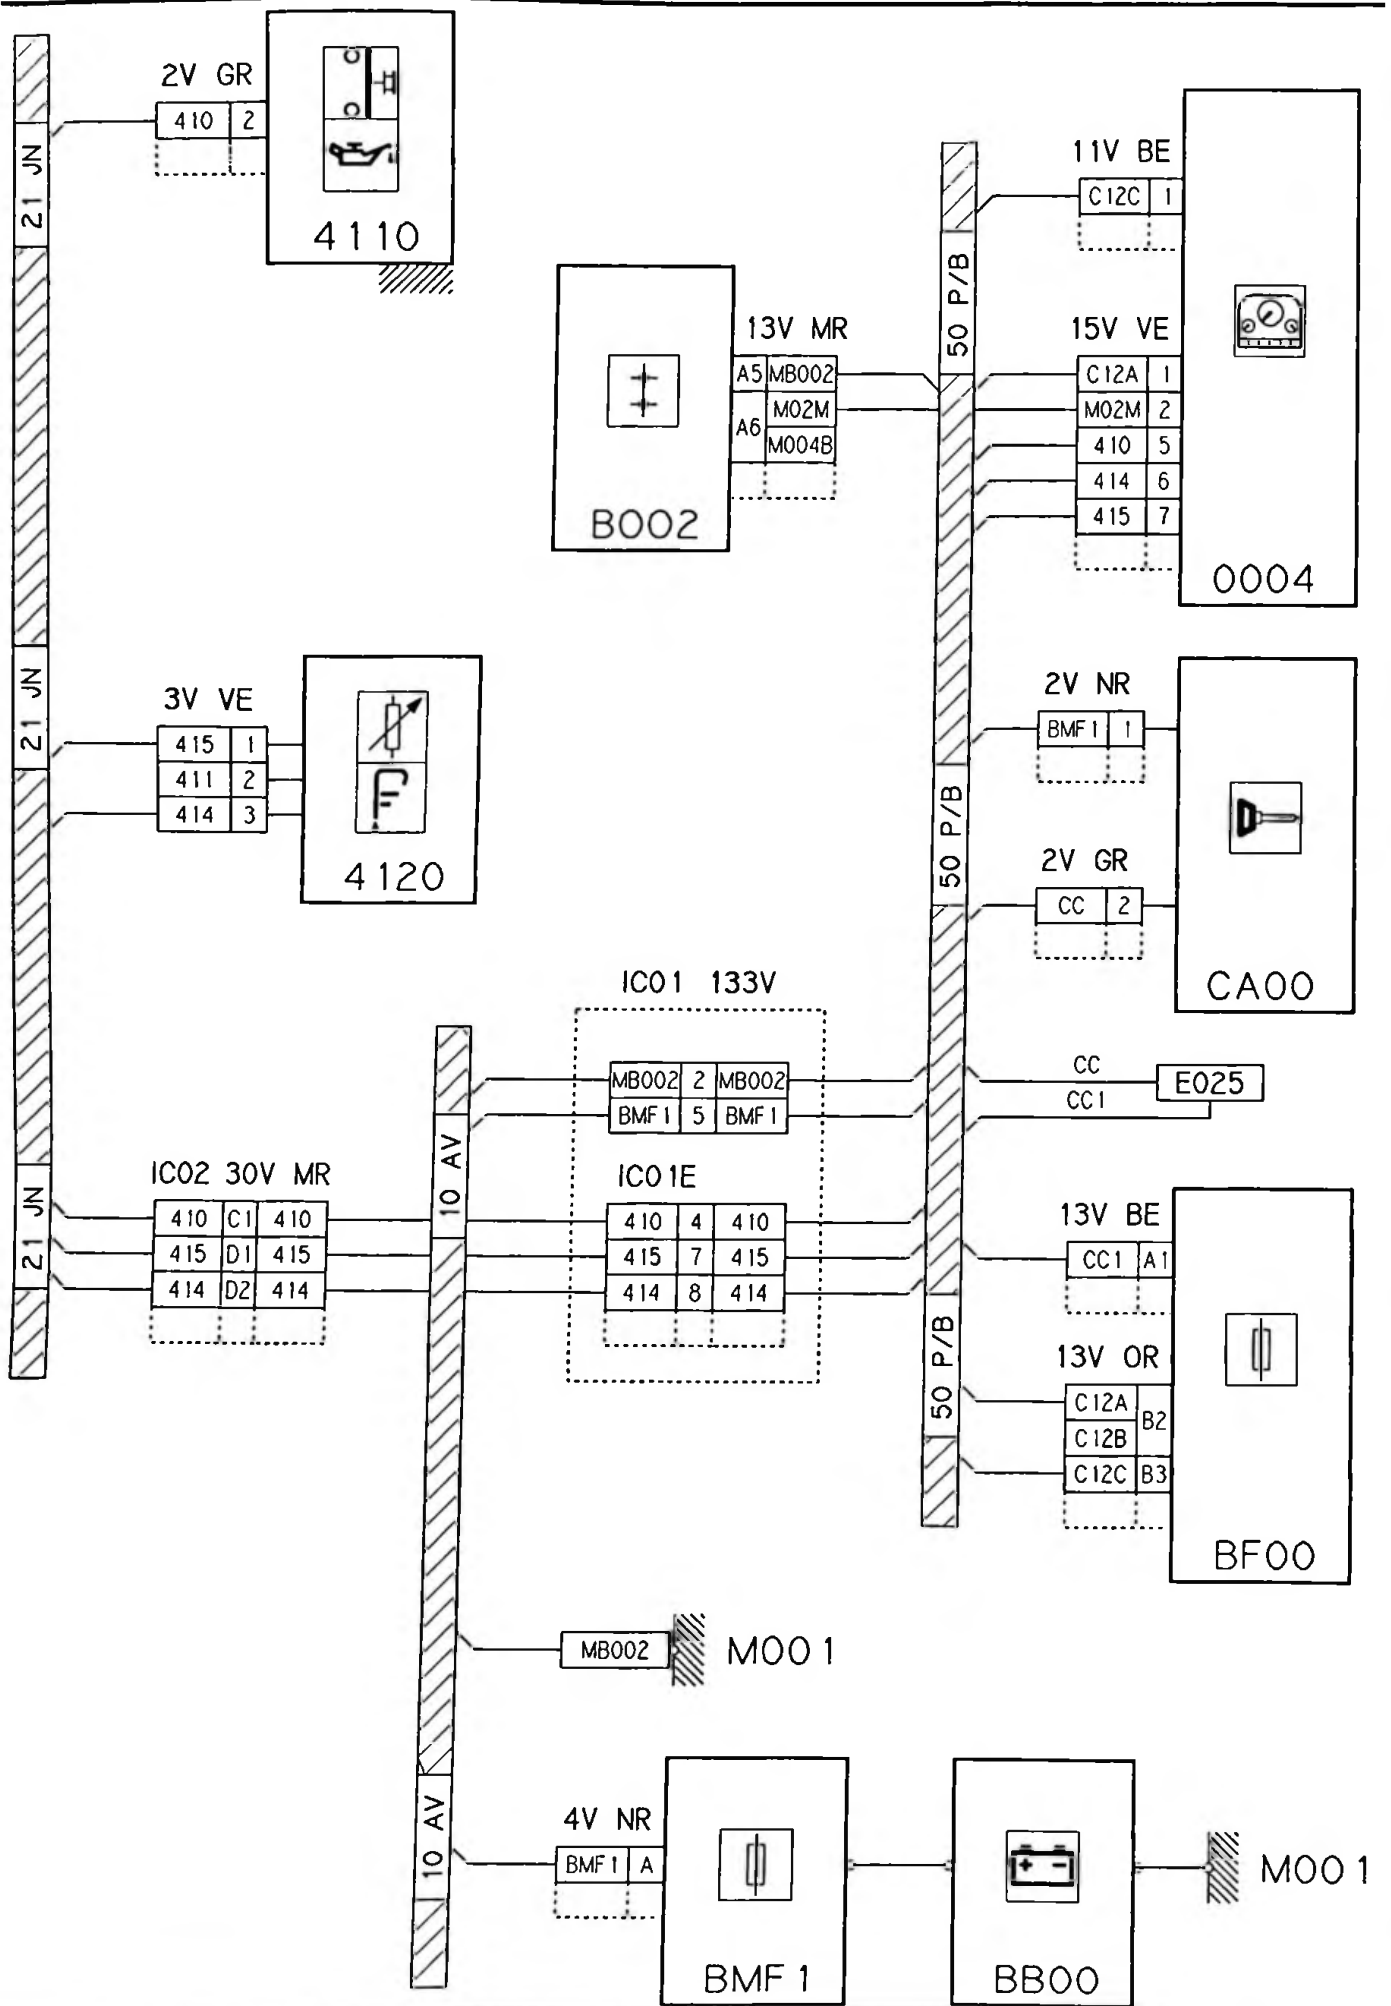 2V GR
410 2
4110
21 JN
11V BE
C12C 1
50 P/B
13V MR
A5 MB002
A6 M02M
M004B
B002
15V VE
C12A 1
M02M 2
410 5
414 6
415 7
0004
21 JN
3V VE
415 1
411 2
414 3
4120
2V NR
BMF1 1
50 P/B
2V GR
CC 2
CA00
IC01 133V
MB002 2 MB002
BMF1 5 BMF1
CC
E025
CC1
10 AV
21 JN
IC02 30V MR
410 C1 410
415 D1 415
414 D2 414
IC01E
410 4 410
415 7 415
414 8 414
13V BE
CC1 A1
50 P/B
13V OR
C12A B2
C12B
C12C B3
BF00
MB002
M001
10 AV
4V NR
BMF1 A
BMF1
+ -
BB00
M001